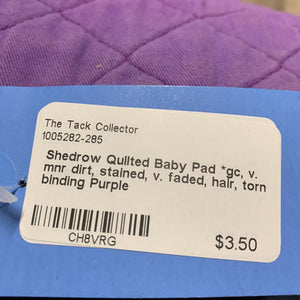 The Tack Collector
1005282-285
Shedrow Quilted Baby Pad *gc, v.
mnr dirt, stained, v. faded, hair, torn
binding Purple
CH8VRG
$3.50